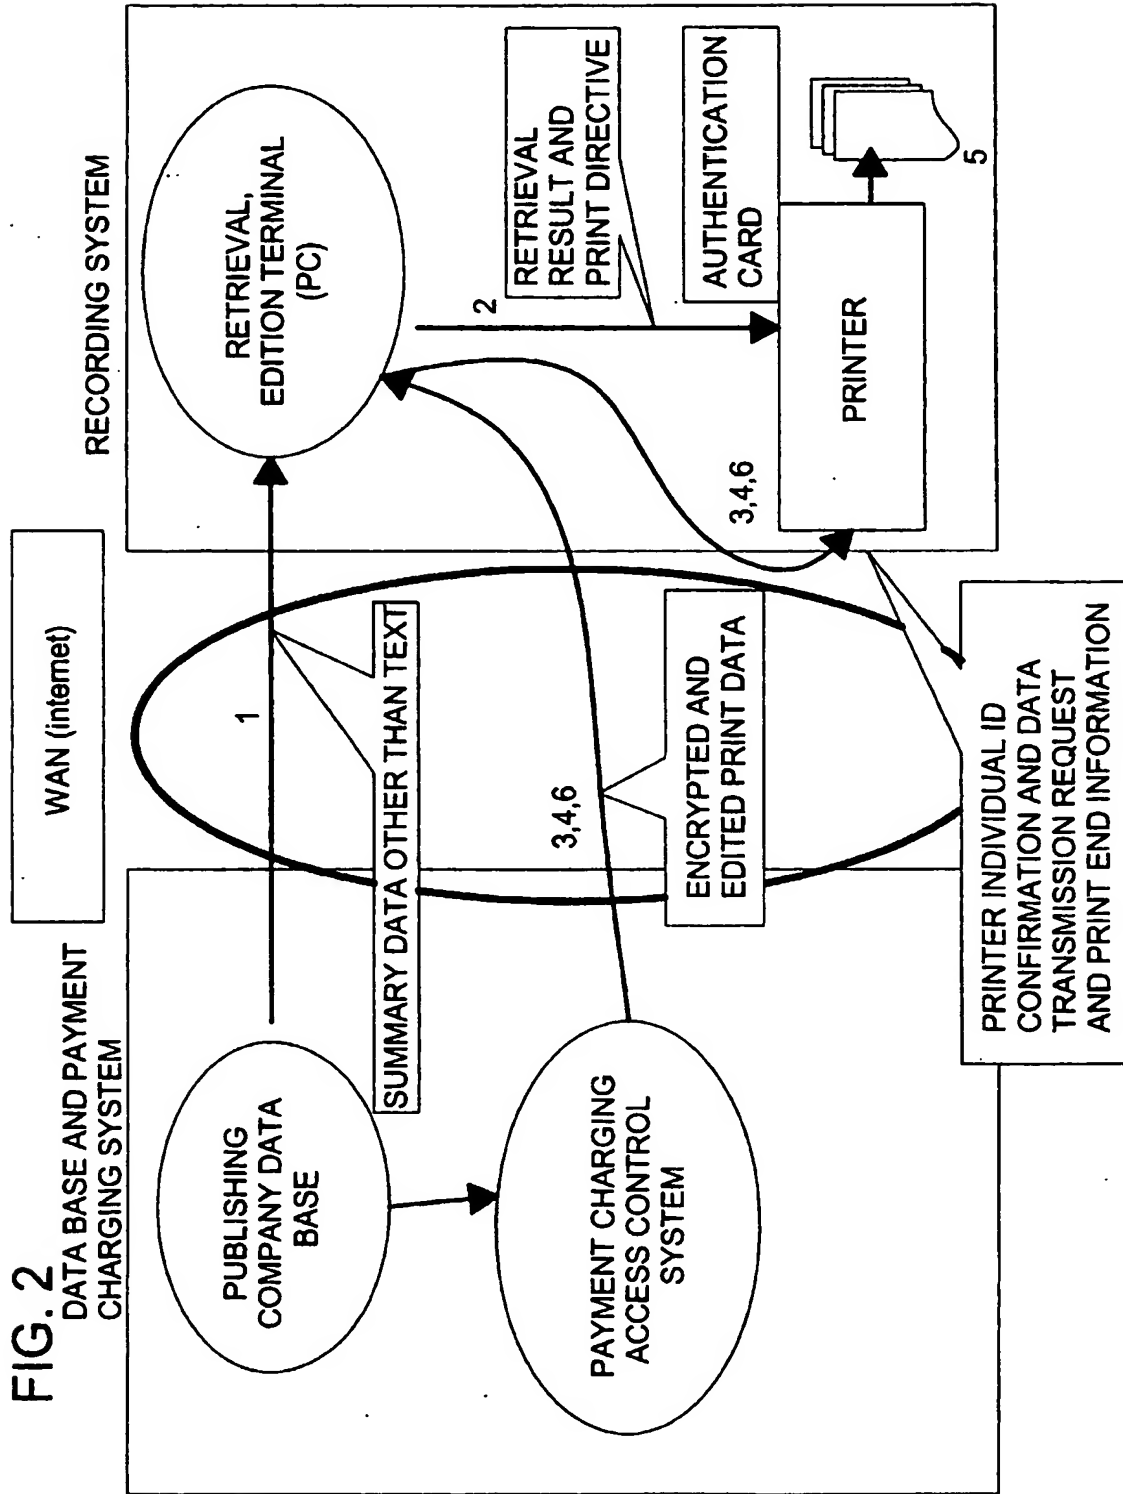 FIG. 2
DATA BASE AND PAYMENT
CHARGING SYSTEM
WAN (internet)
RECORDING SYSTEM
PUBLISHING
COMPANY DATA
BASE
1
SUMMARY DATA OTHER THAN TEXT
RETRIEVAL,
EDITION TERMINAL
(PC)
2
RETRIEVAL
RESULT AND
PRINT DIRECTIVE
PAYMENT CHARGING
ACCESS CONTROL
SYSTEM
3,4,6
ENCRYPTED AND
EDITED PRINT DATA
3,4,6
AUTHENTICATION
CARD
PRINTER
5
PRINTER INDIVIDUAL ID
CONFIRMATION AND DATA
TRANSMISSION REQUEST
AND PRINT END INFORMATION